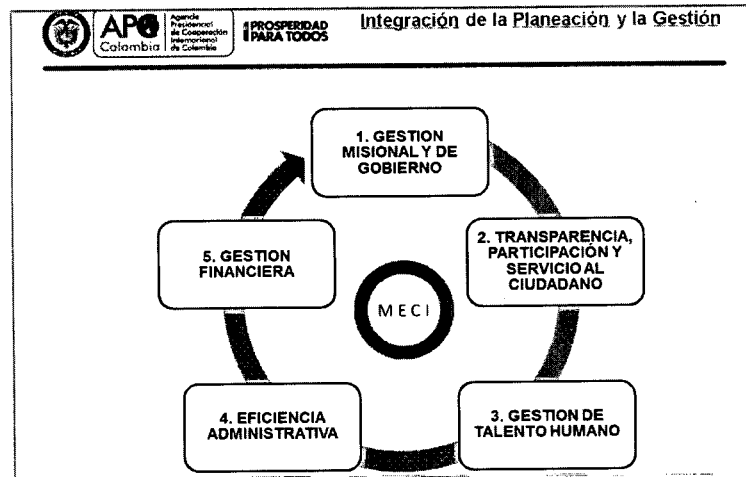 APC
Colombia
Agencia
Presidencial
de Cooperación
Internacional
de Colombia
PROSPERIDAD
PARA TODOS
Integración de la Planeación y la Gestión
1. GESTION
MISIONAL Y DE
GOBIERNO
2. TRANSPARENCIA,
PARTICIPACIÓN Y
SERVICIO AL
CIUDADANO
3. GESTION DE
TALENTO HUMANO
4. EFICIENCIA
ADMINISTRATIVA
5. GESTION
FINANCIERA
MECI